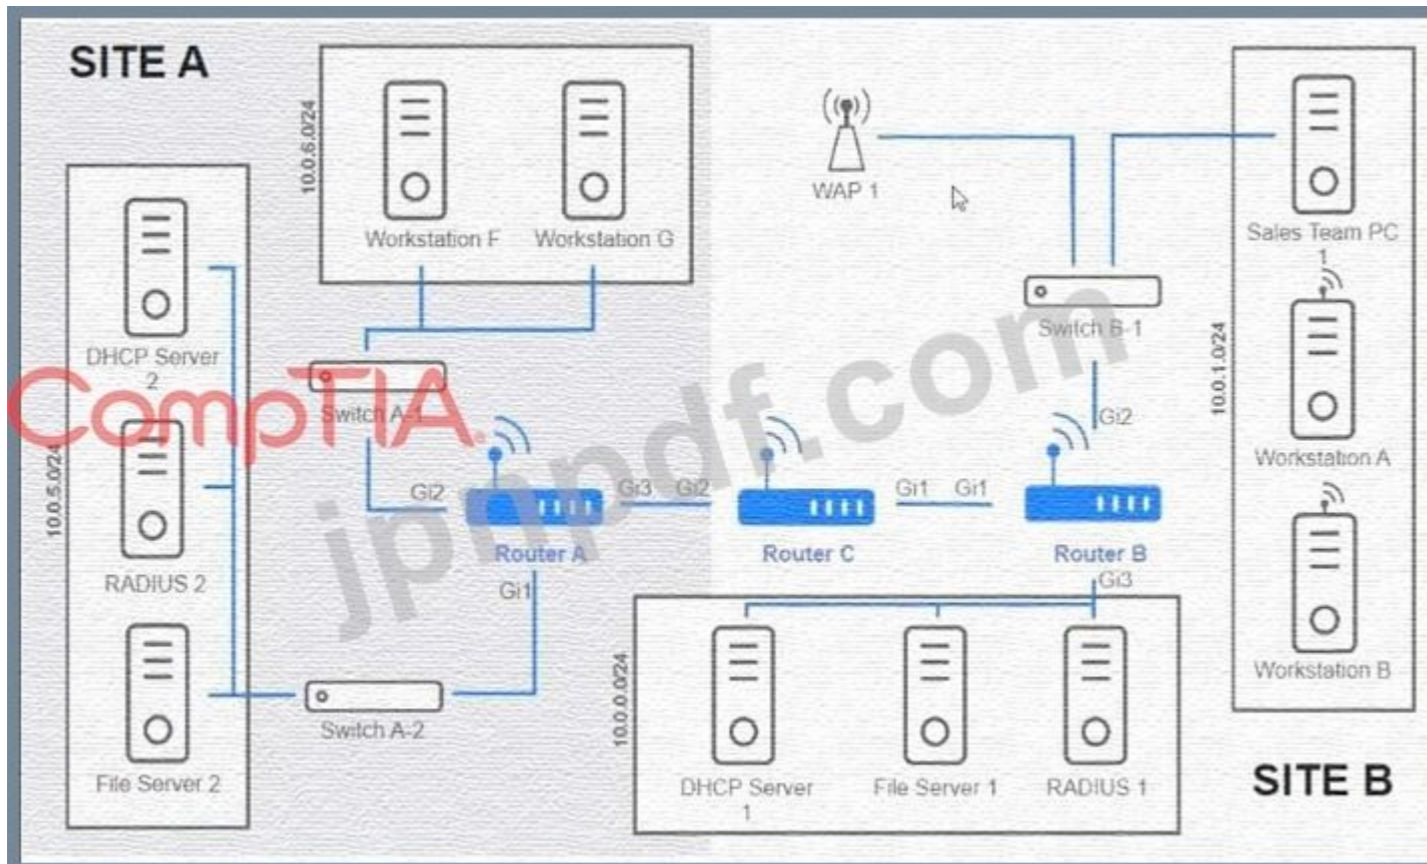 SITE A
10.0.6.0/24
Workstation F
Workstation G
WAP 1
Sales Team PC
1
DHCP Server
2
Switch A-1
Switch B-1
10.0.1.0/24
CompTIA.
jpnpdf.com
10.0.5.0/24
Gi2
Gi3
Gi2
Gi1
Gi1
Gi2
Workstation A
Router A
Router C
Router B
RADIUS 2
Gi1
Gi3
10.0.0.0/24
Workstation B
Switch A-2
File Server 2
DHCP Server
1
File Server 1
RADIUS 1
SITE B